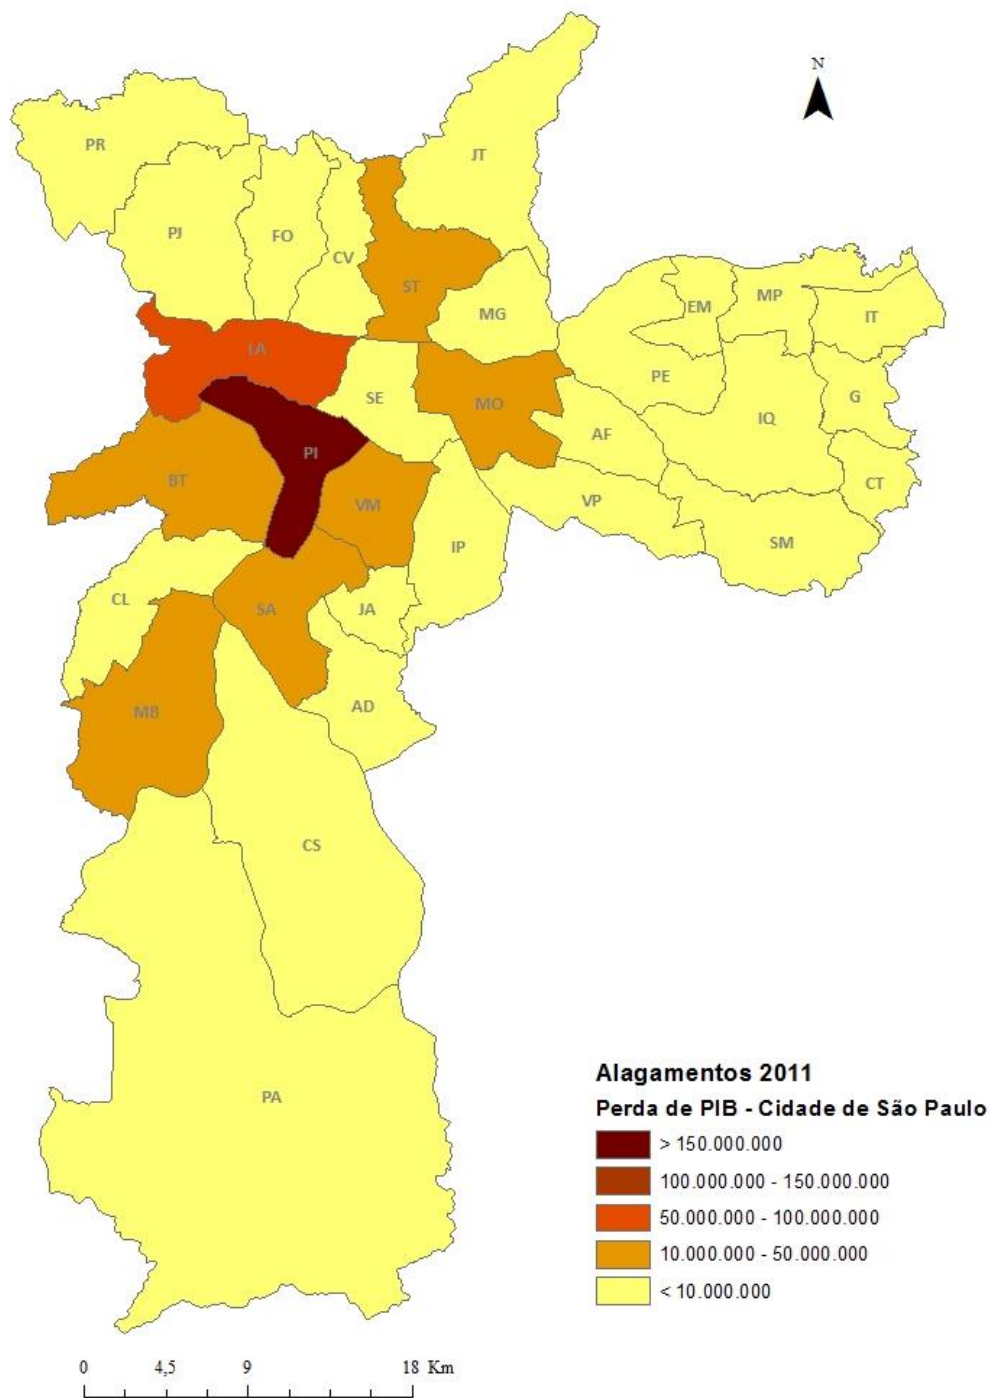 N
JT
PR
PJ
FO
CV
ST
MG
EM
MP
IT
LA
SE
MO
PE
G
IQ
AF
PI
BT
VM
VP
CT
IP
SM
CL
SA
JA
MB
AD
CS
PA
Alagamentos 2011
Perda de PIB - Cidade de São Paulo
> 150.000.000
100.000.000 - 150.000.000
50.000.000 - 100.000.000
10.000.000 - 50.000.000
< 10.000.000
0 4,5 9 18 Km